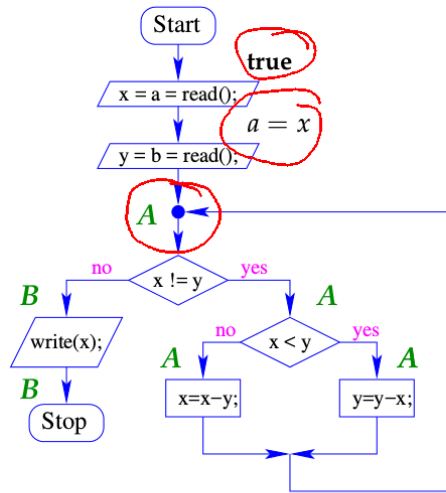 Start
true
x = a = read();
a = x
y = b = read();
A
no
yes
B
x != y
A
write(x);
no
yes
x < y
A
A
B
x=x−y;
y=y−x;
Stop